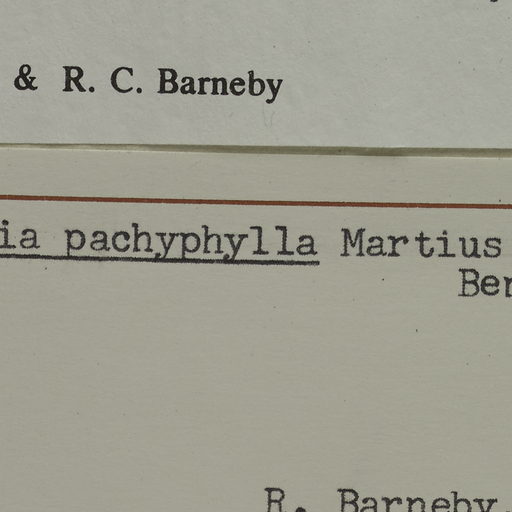 & R. C. Barneby
ia pachyphylla Martius
Ber
R. Barneby.